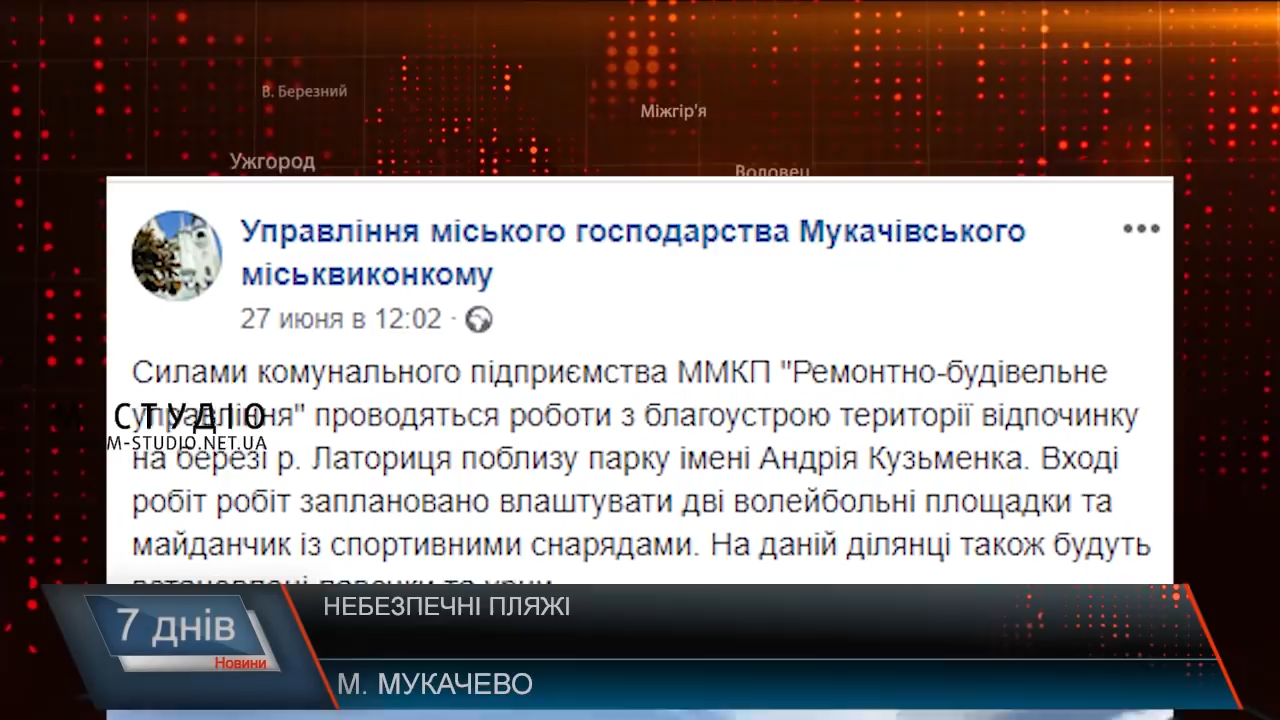 В. Березний
Міжгір'я
Ужгород
Воловец
Управління міського господарства Мукачівського
міськвиконкому
27 июня в 12:02 ·
Силами комунального підприємства ММКП "Ремонтно-будівельне
управління" проводяться роботи з благоустрою території відпочинку
на березі р. Латориця поблизу парку імені Андрія Кузьменка. Вході
робіт робіт заплановано влаштувати дві волейбольні площадки та
майданчик із спортивними снарядами. На даній ділянці також будуть
М СТУДІО
M-STUDIO.NET.UA
7 днів
Новини
НЕБЕЗПЕЧНІ ПЛЯЖІ
М. МУКАЧЕВО